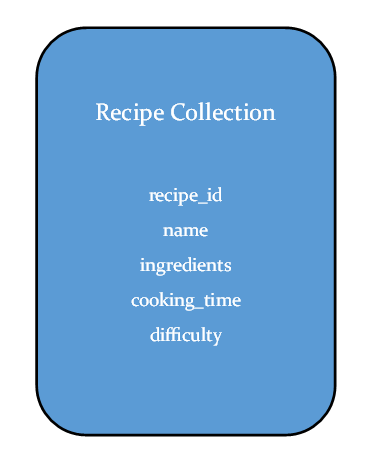 Recipe Collection
recipe_id
name
ingredients
cooking_time
difficulty